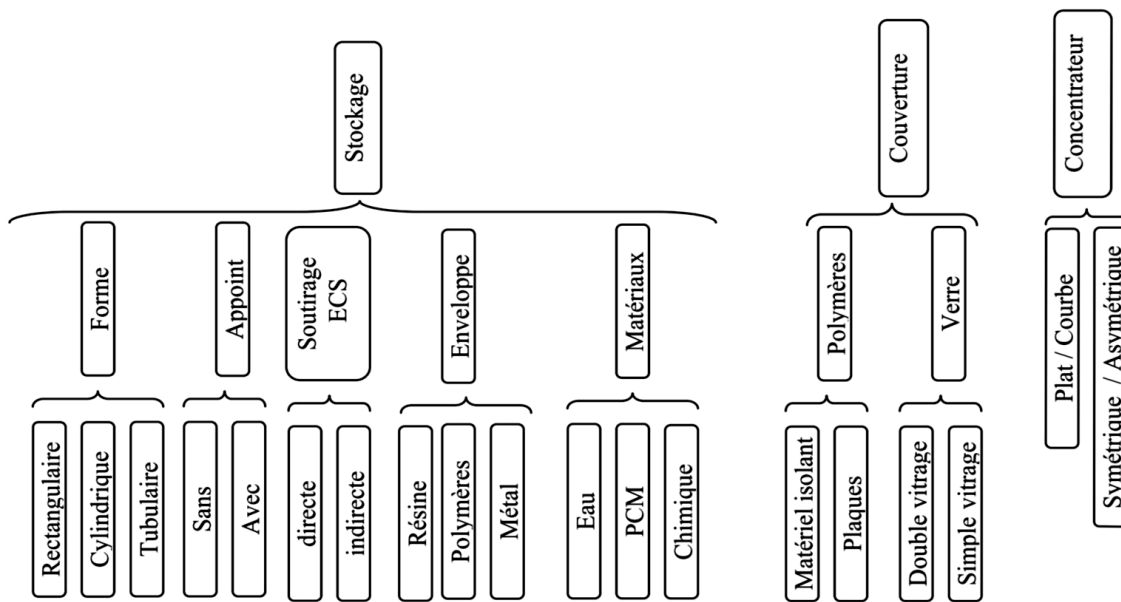 Stockage
Forme
Rectangulaire
Cylindrique
Tubulaire
Appoint
Sans
Avec
Soutirage
ECS
directe
indirecte
Enveloppe
Résine
Polymères
Métal
Matériaux
Eau
PCM
Chimique
Couverture
Polymères
Matériel isolant
Plaques
Verre
Double vitrage
Simple vitrage
Concentrateur
Plat / Courbe
Symétrique / Asymétrique